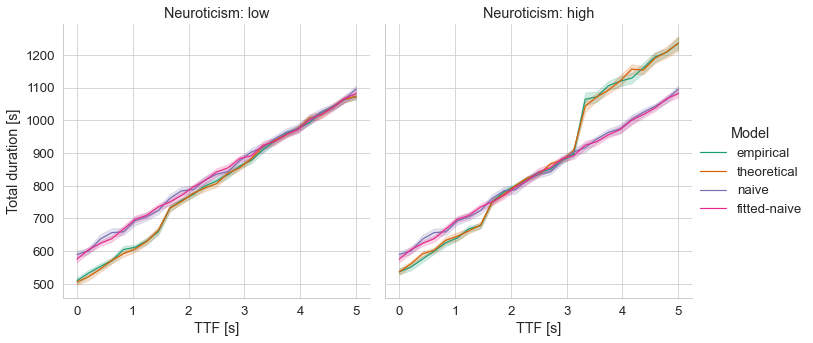 Neuroticism: low
Neuroticism: high
1200
1100
1000
900
800
700
600
500
Total duration [s]
0 1 2 3 4 5
TTF [s]
0 1 2 3 4 5
TTF [s]
Model
empirical
theoretical
naive
fitted-naive